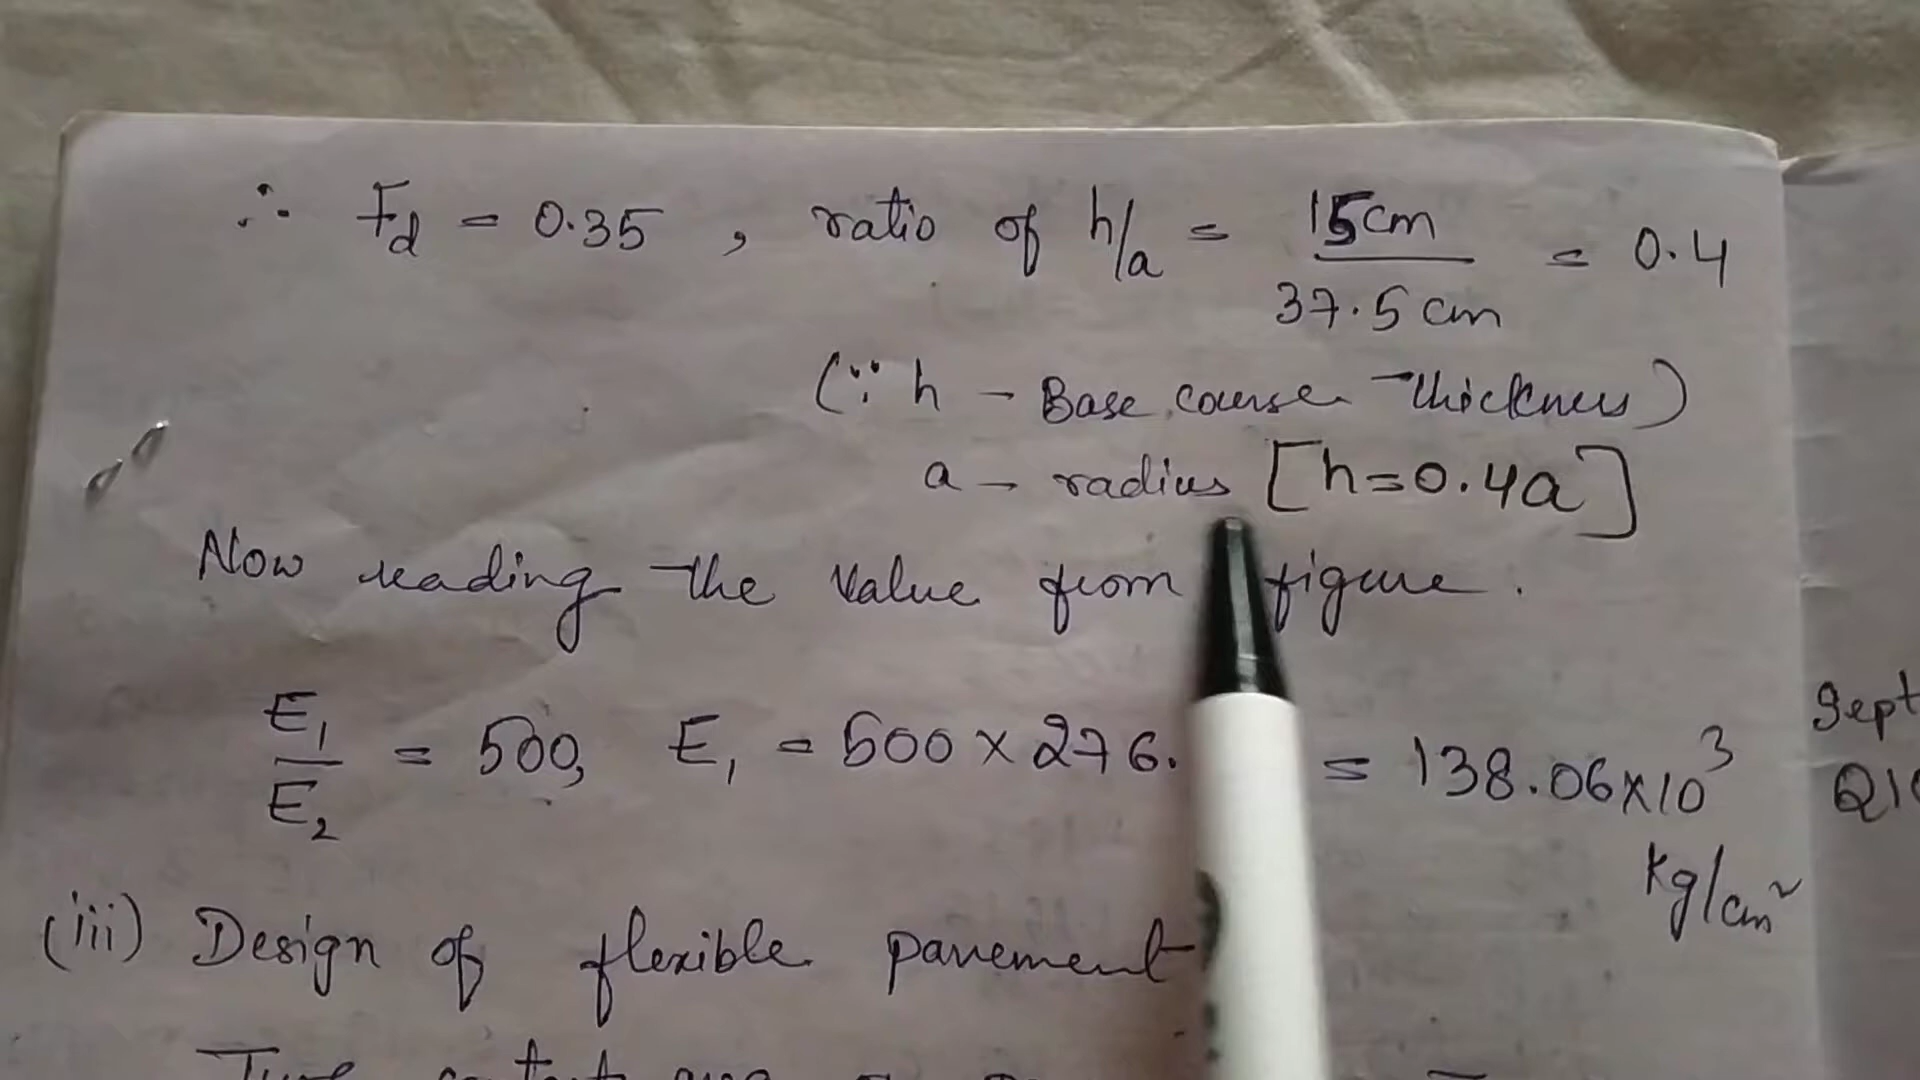 ∴ Fd = 0.35 , ratio of h/a = 15cm / 37.5 cm = 0.4
(∵ h - Base course thickness)
a - radius [h=0.4a]
Now reading the value from figure.
E₁/E₂ = 500, E₁ = 500 × 276. = 138.06×10³
kg/cm²
(iii) Design of flexible pavement
Sept